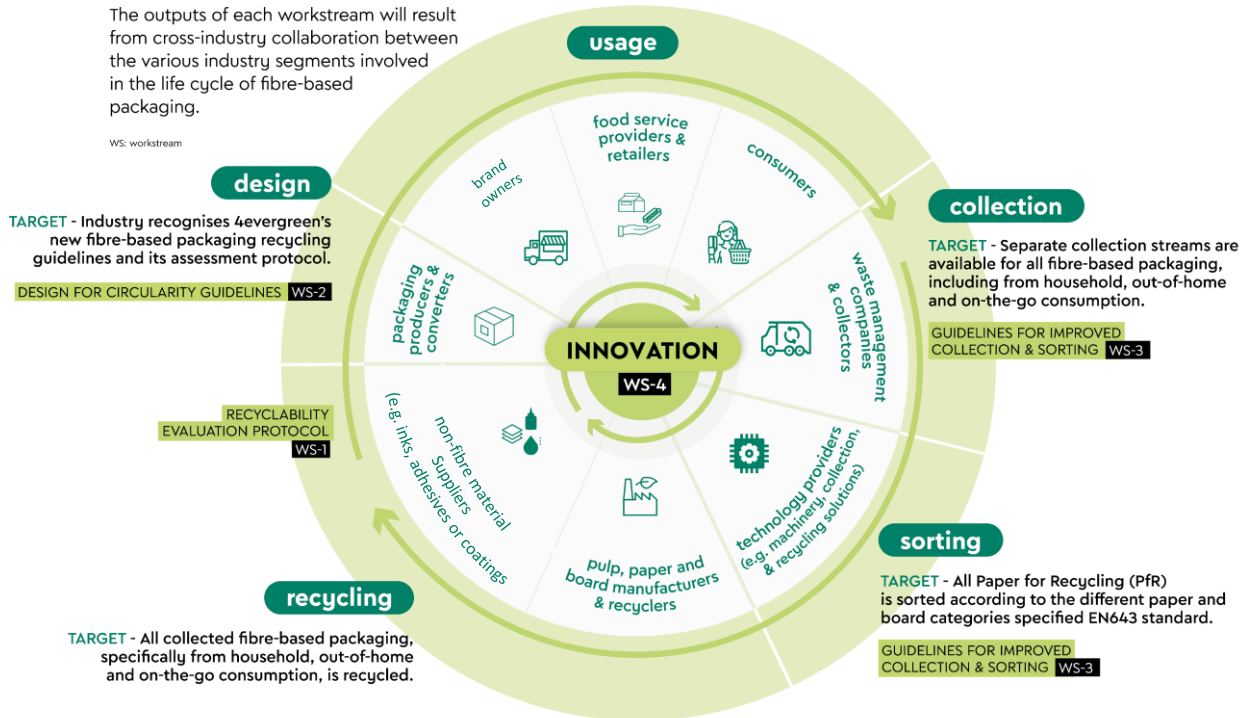 The outputs of each workstream will result
from cross-industry collaboration between
the various industry segments involved
in the life cycle of fibre-based
packaging.
WS: workstream
usage
design
TARGET - Industry recognises 4evergreen's
new fibre-based packaging recycling
guidelines and its assessment protocol.
DESIGN FOR CIRCULARITY GUIDELINES WS-2
collection
TARGET - Separate collection streams are
available for all fibre-based packaging,
including from household, out-of-home
and on-the-go consumption.
GUIDELINES FOR IMPROVED
COLLECTION & SORTING WS-3
brand
owners
food service
providers &
retailers
consumers
packaging
producers &
converters
waste management
companies
& collectors
INNOVATION
WS-4
RECYCLABILITY
EVALUATION PROTOCOL
WS-1
non-fibre material
Suppliers
(e.g. inks, adhesives or coatings)
pulp, paper and
board manufacturers
& recyclers
technology providers
(e.g. machinery, collection,
& recycling solutions)
sorting
TARGET - All Paper for Recycling (PfR)
is sorted according to the different paper and
board categories specified EN643 standard.
GUIDELINES FOR IMPROVED
COLLECTION & SORTING WS-3
recycling
TARGET - All collected fibre-based packaging,
specifically from household, out-of-home
and on-the-go consumption, is recycled.